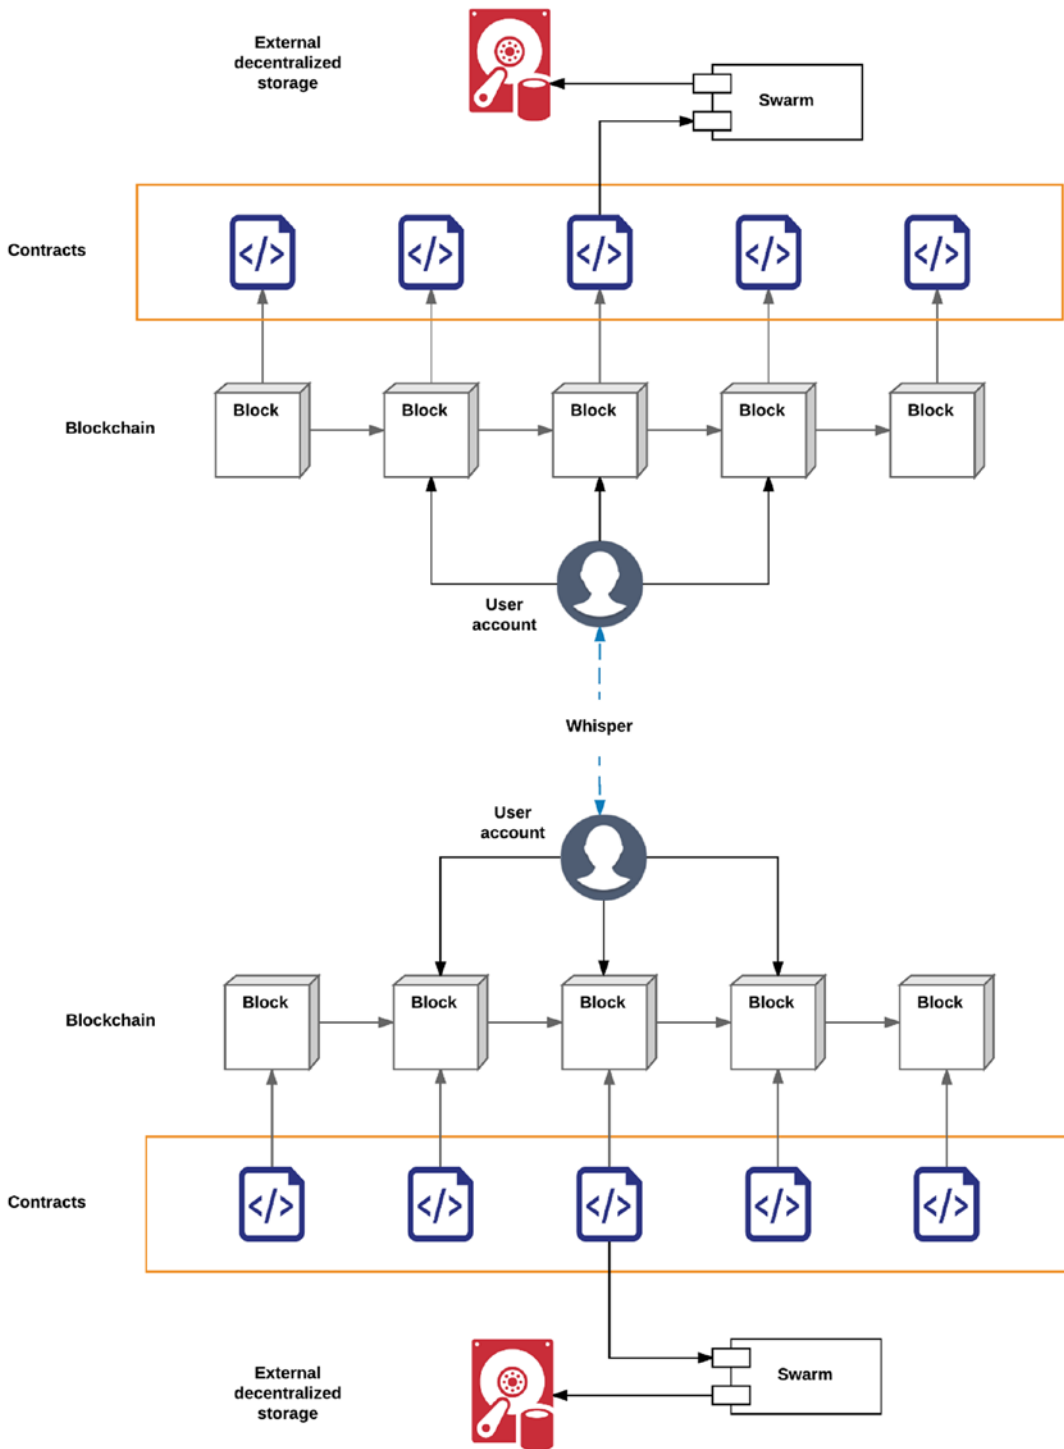 External
decentralized
storage
Swarm
Contracts
</>
</>
</>
</>
</>
Blockchain
Block
Block
Block
Block
Block
User
account
Whisper
User
account
Blockchain
Block
Block
Block
Block
Block
Contracts
</>
</>
</>
</>
</>
External
decentralized
storage
Swarm